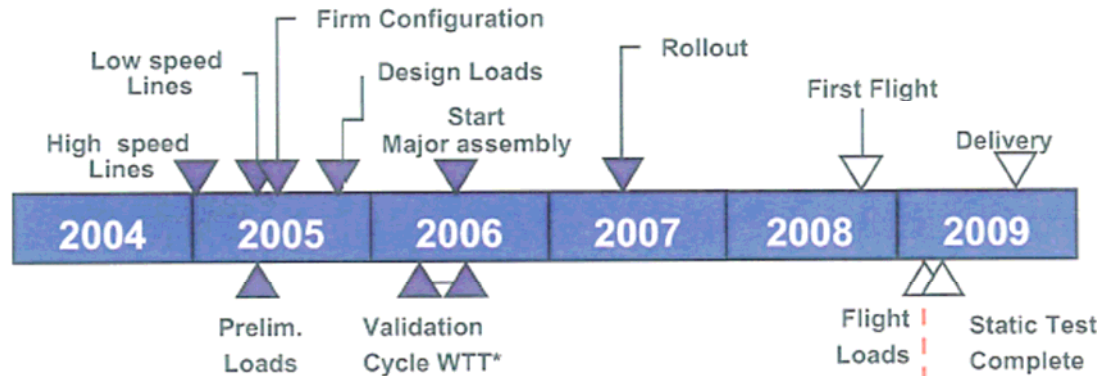 Firm Configuration
Low speed
Lines
Design Loads
Rollout
First Flight
High speed
Lines
Start
Major assembly
Delivery
2004 2005 2006 2007 2008 2009
Prelim.
Loads
Validation
Cycle WTT*
Flight
Loads
Static Test
Complete